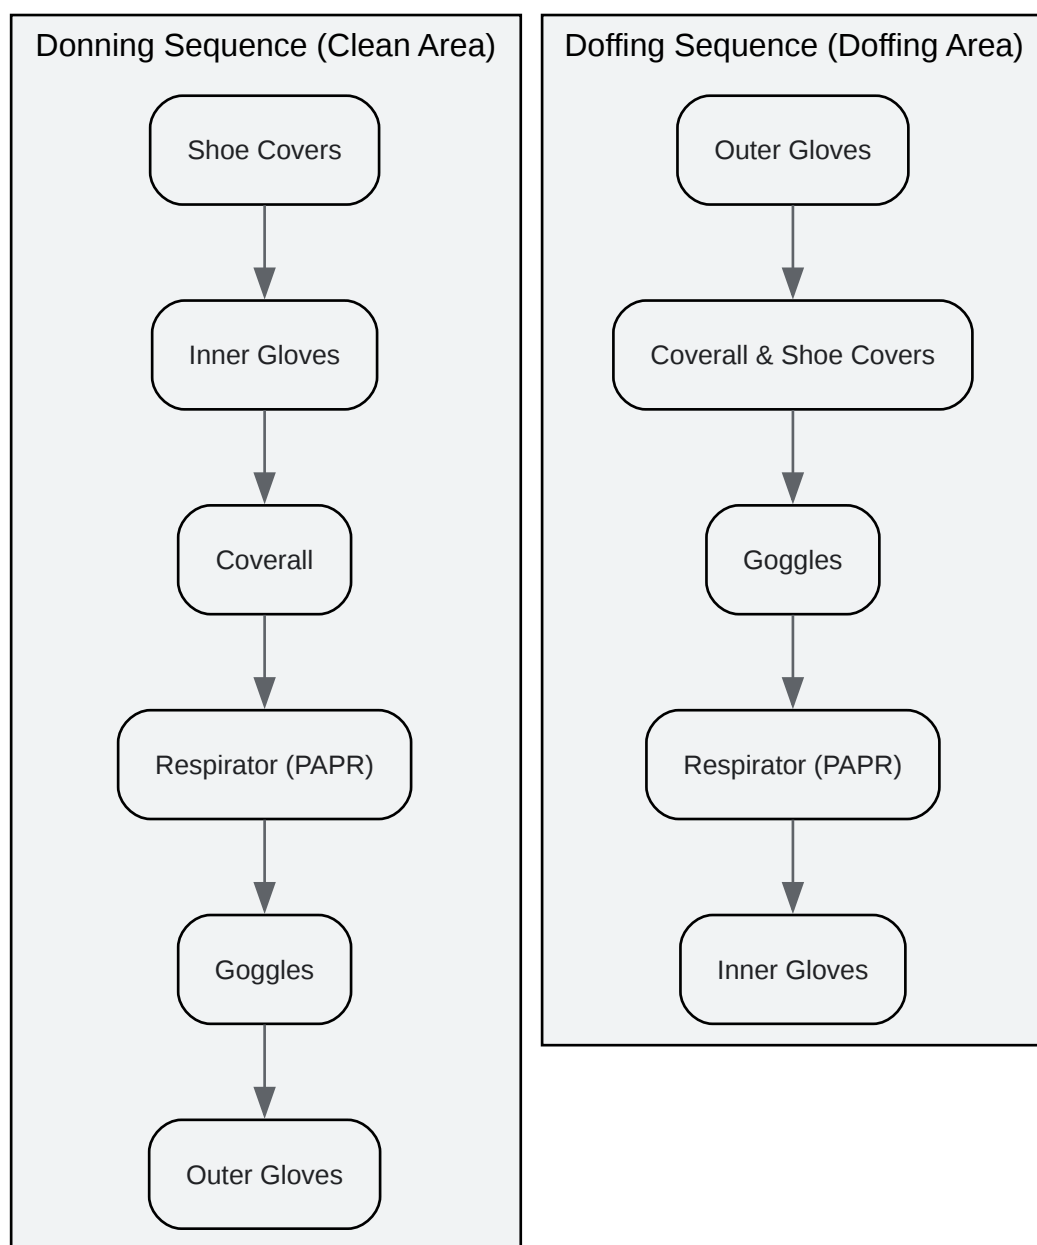 Donning Sequence (Clean Area)
Shoe Covers
Inner Gloves
Coverall
Respirator (PAPR)
Goggles
Outer Gloves
Doffing Sequence (Doffing Area)
Outer Gloves
Coverall & Shoe Covers
Goggles
Respirator (PAPR)
Inner Gloves